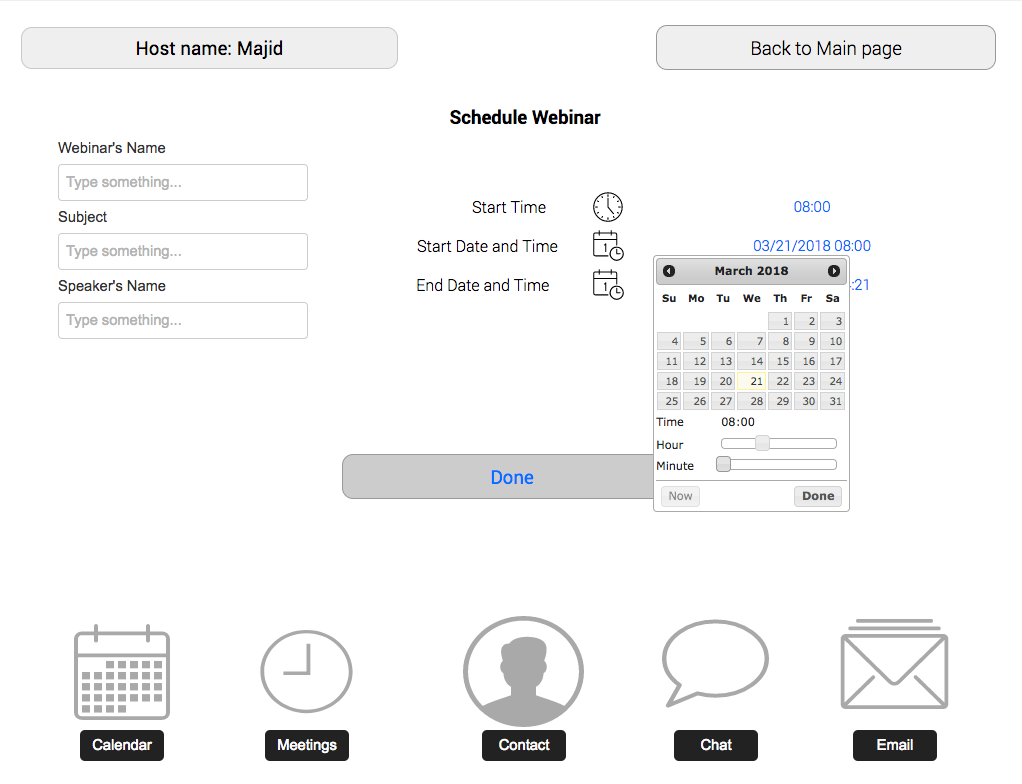 Host name: Majid
Back to Main page
Schedule Webinar
Webinar's Name
Type something...
Subject
Type something...
Speaker's Name
Type something...
Start Time
08:00
Start Date and Time
1
03/21/2018 08:00
End Date and Time
1
:21
March 2018
Su Mo Tu We Th Fr Sa
1 2 3
4 5 6 7 8 9 10
11 12 13 14 15 16 17
18 19 20 21 22 23 24
25 26 27 28 29 30 31
Time 08:00
Hour
Minute
Now Done
Done
Calendar Meetings Contact Chat Email